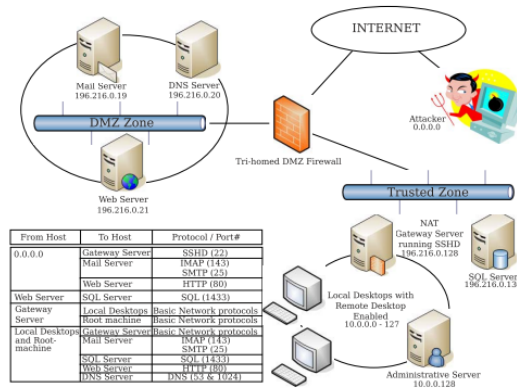 INTERNET
Mail Server
196.216.0.19
DNS Server
196.216.0.20
DMZ Zone
Web Server
196.216.0.21
Tri-homed DMZ Firewall
Attacker
0.0.0.0
Trusted Zone
NAT
Gateway Server
running SSHD
196.216.0.128
SQL Server
196.216.0.13
Local Desktops with
Remote Desktop
Enabled
10.0.0.0 - 127
Administrative Server
10.0.0.128
From Host To Host Protocol / Port#
0.0.0.0 Gateway Server SSHD (22)
Mail Server IMAP (143)
SMTP (25)
Web Server HTTP (80)
Web Server SQL Server SQL (1433)
Gateway Server Local Desktops Basic Network protocols
Root machine Basic Network protocols
Local Desktops and Root-machine Gateway Server Basic Network protocols
Mail Server IMAP (143)
SMTP (25)
SQL Server SQL (1433)
Web Server HTTP (80)
DNS Server DNS (53 & 1024)